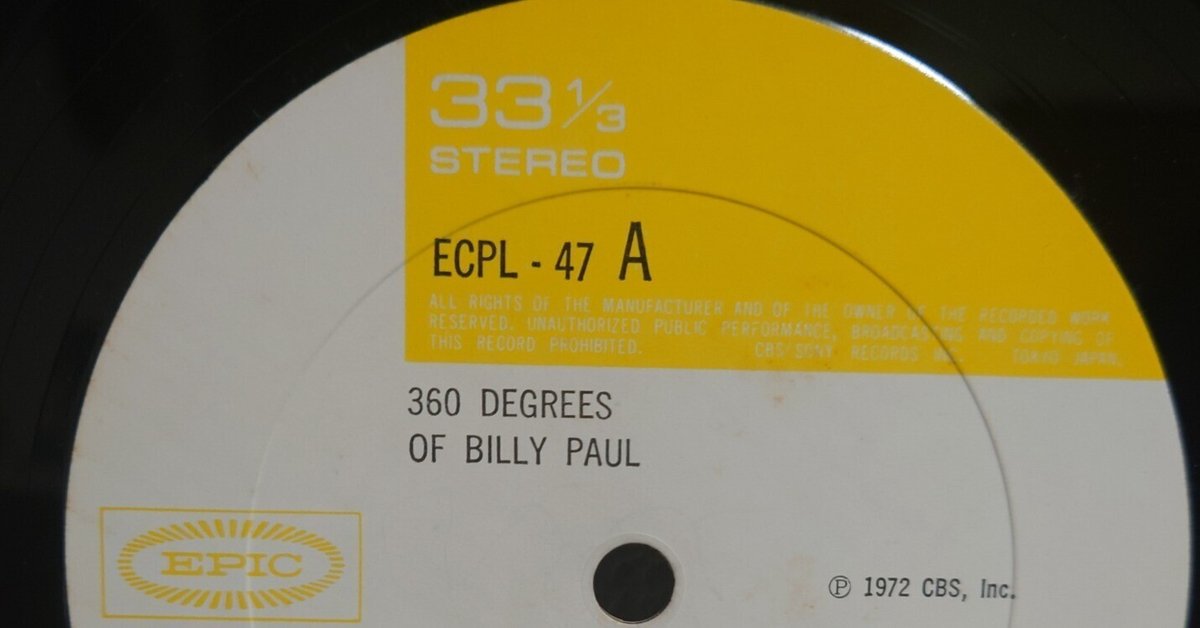 33 1/3
STEREO
ECPL - 47 A
ALL RIGHTS OF THE MANUFACTURER AND OF THE OWNER OF THE RECORDED WORK
RESERVED. UNAUTHORIZED PUBLIC PERFORMANCE, BROADCASTING AND COPYING OF
THIS RECORD PROHIBITED. CBS/SONY RECORDS INC. TOKYO JAPAN.
360 DEGREES
OF BILLY PAUL
EPIC
℗ 1972 CBS, Inc.